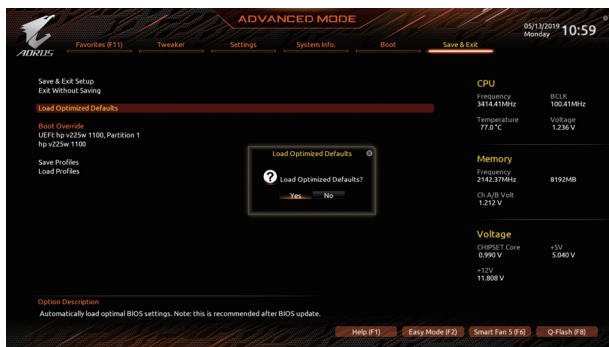 ADVANCED MODE
05/13/2019
Monday
10:59
AORUS
Favorites (F11) Tweaker Settings System Info. Boot Save & Exit
Save & Exit Setup
Exit Without Saving
Load Optimized Defaults
Boot Override
UEFI: hp v225w 1100, Partition 1
hp v225w 1100
Save Profiles
Load Profiles
Load Optimized Defaults
Load Optimized Defaults?
Yes No
CPU
Frequency BCLK
3414.41MHz 100.41MHz
Temperature Voltage
77.0 °C 1.236 V
Memory
Frequency
2142.37MHz 8192MB
Ch A/B Volt
1.212 V
Voltage
CHIPSET Core +5V
0.990 V 5.040 V
+12V
11.808 V
Option Description
Automatically load optimal BIOS settings. Note: this is recommended after BIOS update.
Help (F1) Easy Mode (F2) Smart Fan 5 (F6) Q-Flash (F8)